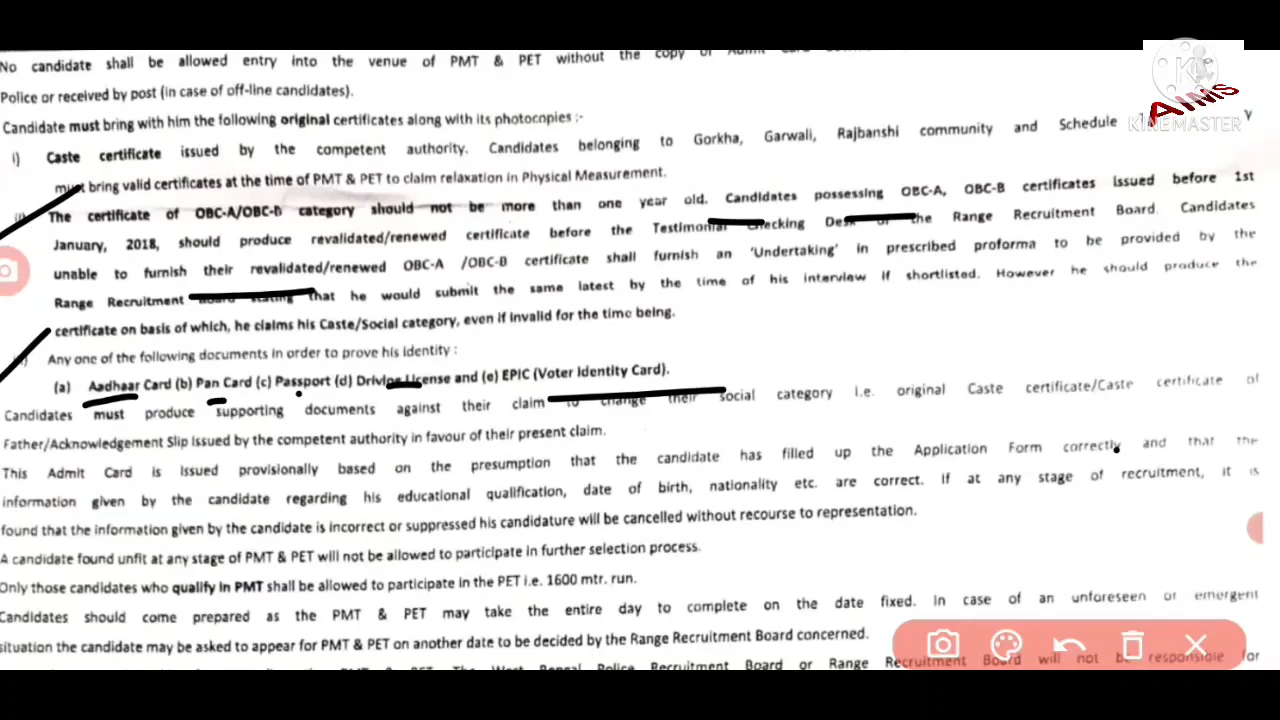 No candidate shall be allowed entry into the venue of PMT & PET without the copy of Admit Card
Police or received by post (in case of off-line candidates).
Candidate must bring with him the following original certificates along with its photocopies :-
i) Caste certificate issued by the competent authority. Candidates belonging to Gorkha, Garwali, Rajbanshi community and Schedule
must bring valid certificates at the time of PMT & PET to claim relaxation in Physical Measurement.
The certificate of OBC-A/OBC-B category should not be more than one year old. Candidates possessing OBC-A, OBC-B certificates issued before 1st
January, 2018, should produce revalidated/renewed certificate before the Testimonial Checking Desk of the Range Recruitment Board. Candidates
unable to furnish their revalidated/renewed OBC-A /OBC-B certificate shall furnish an 'Undertaking' in prescribed proforma to be provided by the
Range Recruitment Board stating that he would submit the same latest by the time of his interview if shortlisted. However he should produce the
certificate on basis of which, he claims his Caste/Social category, even if invalid for the time being.
Any one of the following documents in order to prove his identity :
(a) Aadhaar Card (b) Pan Card (c) Passport (d) Driving License and (e) EPIC (Voter Identity Card).
Candidates must produce supporting documents against their claim to change their social category i.e. original Caste certificate/Caste certificate of
Father/Acknowledgement Slip issued by the competent authority in favour of their present claim.
This Admit Card is issued provisionally based on the presumption that the candidate has filled up the Application Form correctly and that the
information given by the candidate regarding his educational qualification, date of birth, nationality etc. are correct. If at any stage of recruitment, it is
found that the information given by the candidate is incorrect or suppressed his candidature will be cancelled without recourse to representation.
A candidate found unfit at any stage of PMT & PET will not be allowed to participate in further selection process.
Only those candidates who qualify in PMT shall be allowed to participate in the PET i.e. 1600 mtr. run.
Candidates should come prepared as the PMT & PET may take the entire day to complete on the date fixed. In case of an unforeseen or emergent
situation the candidate may be asked to appear for PMT & PET on another date to be decided by the Range Recruitment Board concerned.
PMT & PET. The West Bengal Police Recruitment Board or Range Recruitment Board will not be responsible for
AIMS
KINEMASTER